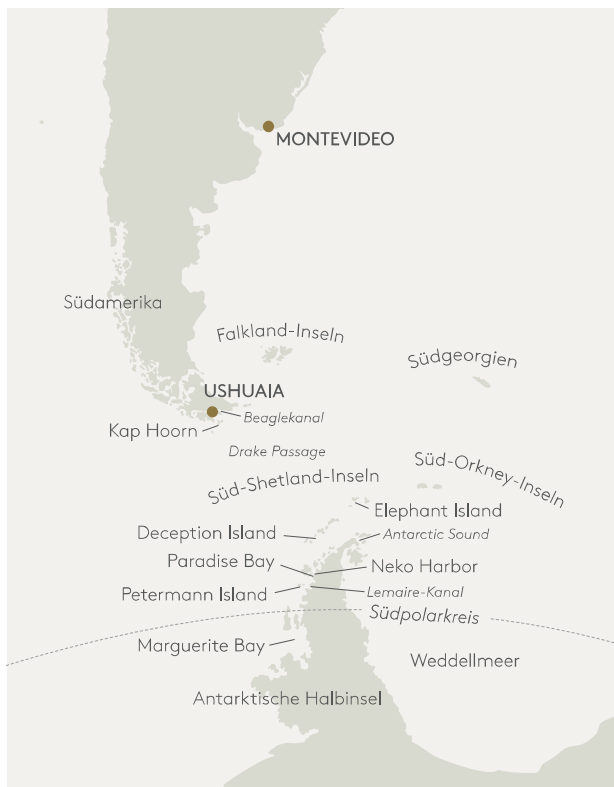 MONTEVIDEO
Südamerika
Falkland-Inseln
Südgeorgien
USHUAIA
Beaglekanal
Kap Hoorn
Drake Passage
Süd-Shetland-Inseln
Süd-Orkney-Inseln
Elephant Island
Deception Island
Antarctic Sound
Paradise Bay
Neko Harbor
Petermann Island
Lemaire-Kanal
Südpolarkreis
Marguerite Bay
Weddellmeer
Antarktische Halbinsel